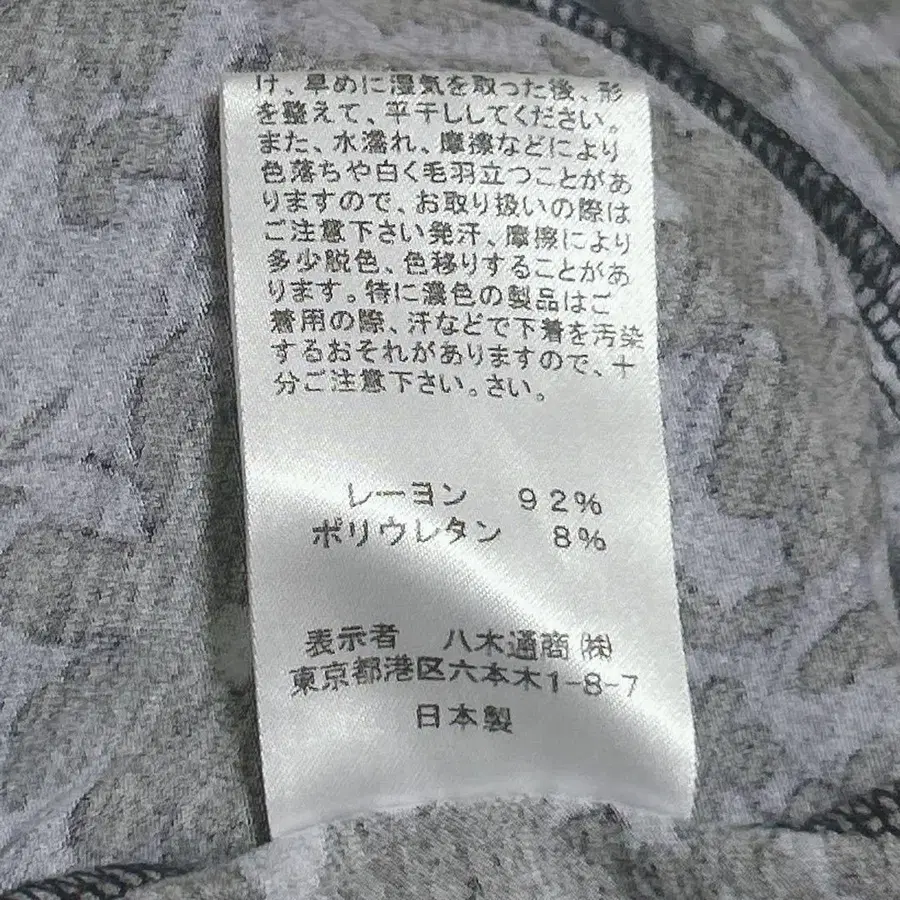 け、早めに湿気を取った後、形
を整えて、平干ししてください。
また、水濡れ、摩擦などにより
色落ちや白く毛羽立つことがあ
りますので、お取り扱いの際は
ご注意下さい発汗、摩擦により
多少脱色、色移りすることがあ
ります。特に濃色の製品はご
着用の際、汗などで下着を汚染
するおそれがありますので、十
分ご注意下さい。さい。
レーヨン 92%
ポリウレタン 8%
表示者 八木通商㈱
東京都港区六本木1-8-7
日本製